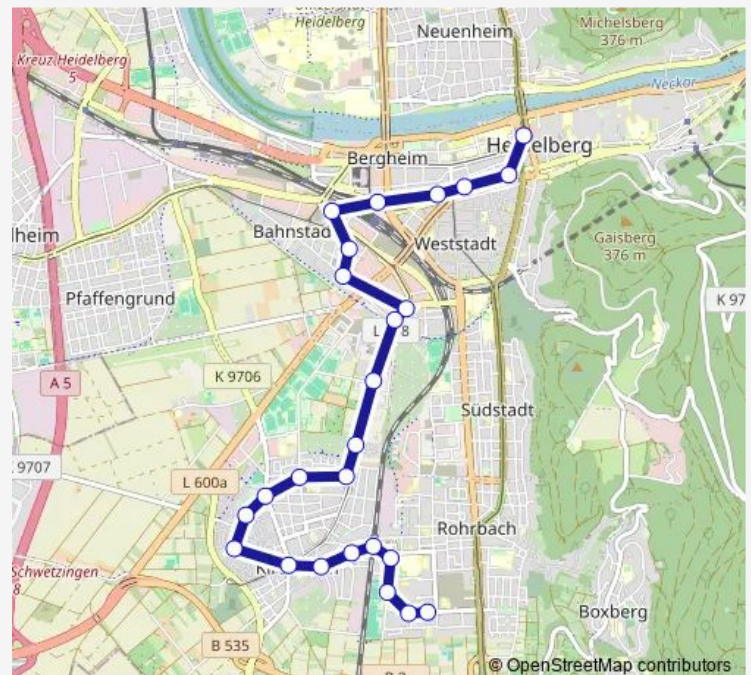 Heidelberg
Neuenheim
Michelsberg
376 m
Kreuz Heidelberg
5
Neckar
Bergheim
Bahnstad
Weststadt
Gaisberg
376 m
Pfaffengrund
K 97
A 5
K 9706
Südstadt
9707
L 600a
Rohrbach
Schwetzingen
8
Boxberg
B 535
© OpenStreetMap contributors